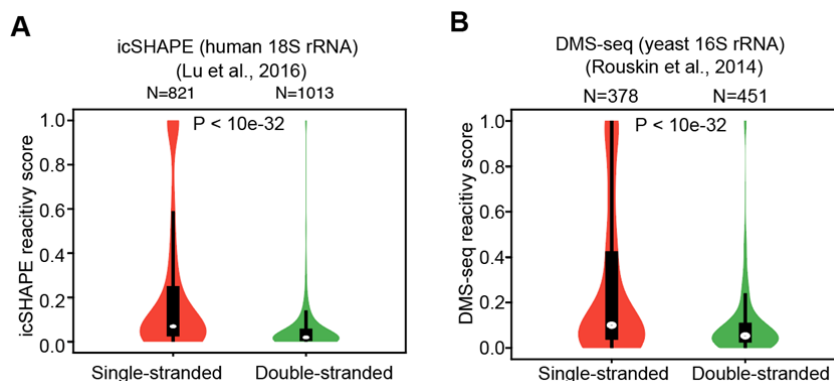 A
icSHAPE (human 18S rRNA)
(Lu et al., 2016)
N=821 N=1013
P < 10e-32
1.0
0.8
0.6
0.4
0.2
0.0
icSHAPE reacitivy score
Single-stranded Double-stranded
B
DMS-seq (yeast 16S rRNA)
(Rouskin et al., 2014)
N=378 N=451
P < 10e-32
1.0
0.8
0.6
0.4
0.2
0.0
DMS-seq reacitivy score
Single-stranded Double-stranded